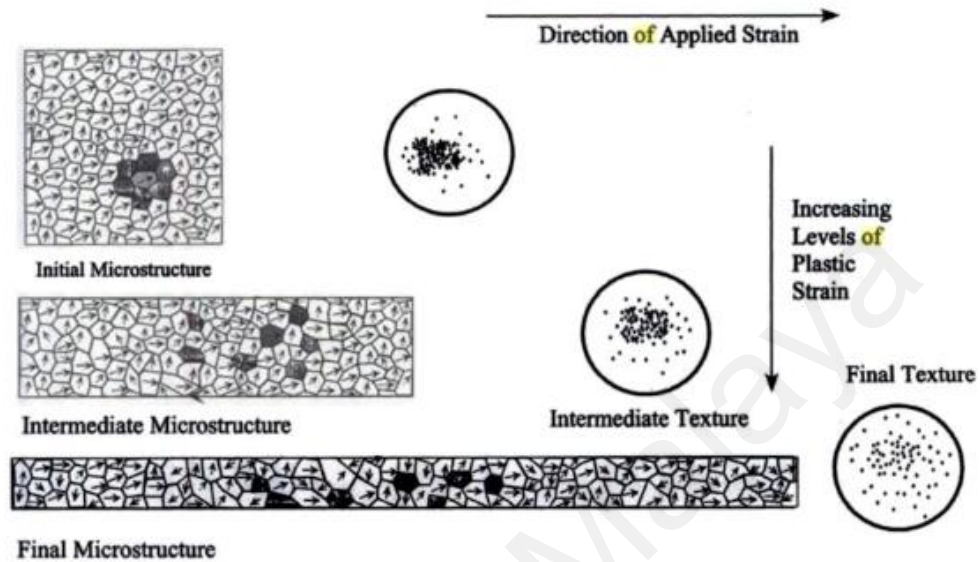 Direction of Applied Strain
Initial Microstructure
Increasing
Levels of
Plastic
Strain
Final Texture
Intermediate Texture
Intermediate Microstructure
Final Microstructure
Malaya